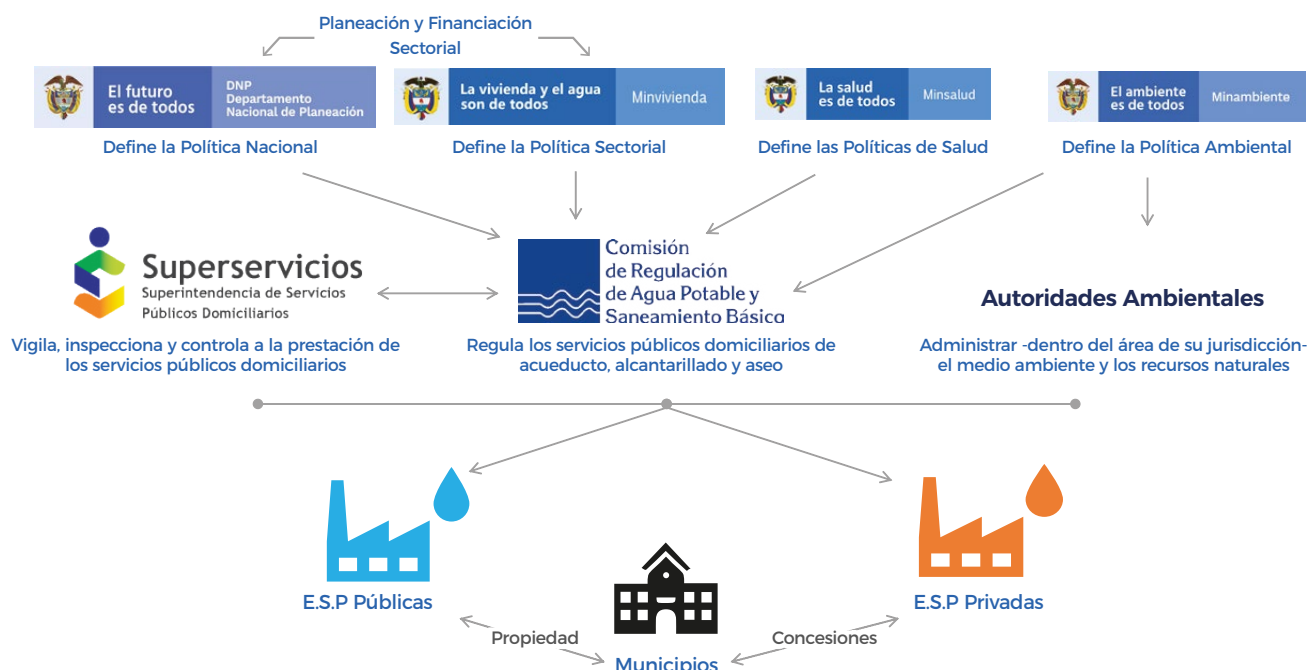 Planeación y Financiación
Sectorial
El futuro
es de todos
DNP
Departamento
Nacional de Planeación
La vivienda y el agua
son de todos
Minvivienda
La salud
es de todos
Minsalud
El ambiente
es de todos
Minambiente
Define la Política Nacional
Define la Política Sectorial
Define las Políticas de Salud
Define la Política Ambiental
Superservicios
Superintendencia de Servicios
Públicos Domiciliarios
Comisión
de Regulación
de Agua Potable y
Saneamiento Básico
Autoridades Ambientales
Vigila, inspecciona y controla a la prestación de
los servicios públicos domiciliarios
Regula los servicios públicos domiciliarios de
acueducto, alcantarillado y aseo
Administrar -dentro del área de su jurisdicción-
el medio ambiente y los recursos naturales
E.S.P Públicas
E.S.P Privadas
Propiedad
Concesiones
Municipios